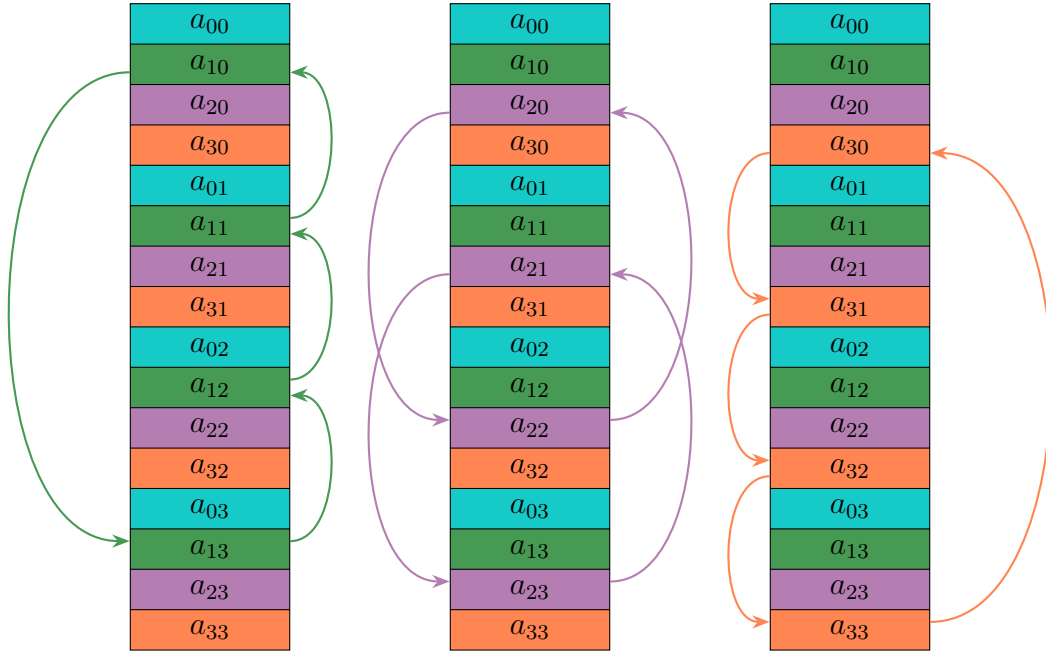 a₀₀ a₀₀ a₀₀
a₁₀ a₁₀ a₁₀
a₂₀ a₂₀ a₂₀
a₃₀ a₃₀ a₃₀
a₀₁ a₀₁ a₀₁
a₁₁ a₁₁ a₁₁
a₂₁ a₂₁ a₂₁
a₃₁ a₃₁ a₃₁
a₀₂ a₀₂ a₀₂
a₁₂ a₁₂ a₁₂
a₂₂ a₂₂ a₂₂
a₃₂ a₃₂ a₃₂
a₀₃ a₀₃ a₀₃
a₁₃ a₁₃ a₁₃
a₂₃ a₂₃ a₂₃
a₃₃ a₃₃ a₃₃